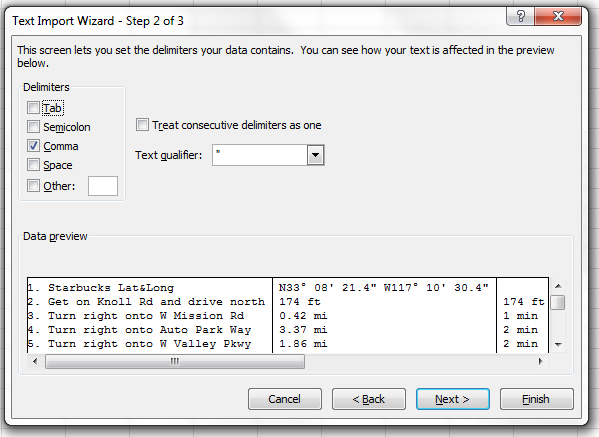 Text Import Wizard - Step 2 of 3
This screen lets you set the delimiters your data contains.  You can see how your text is affected in the preview
below.
Delimiters
Tab
Semicolon
Comma
Space
Other:
Treat consecutive delimiters as one
Text qualifier: "
Data preview
1. Starbucks Lat&Long N33° 08' 21.4" W117° 10' 30.4"
2. Get on Knoll Rd and drive north 174 ft 174 ft
3. Turn right onto W Mission Rd 0.42 mi 1 min
4. Turn right onto Auto Park Way 3.37 mi 2 min
5. Turn right onto W Valley Pkwy 1.86 mi 2 min
Cancel < Back Next > Finish